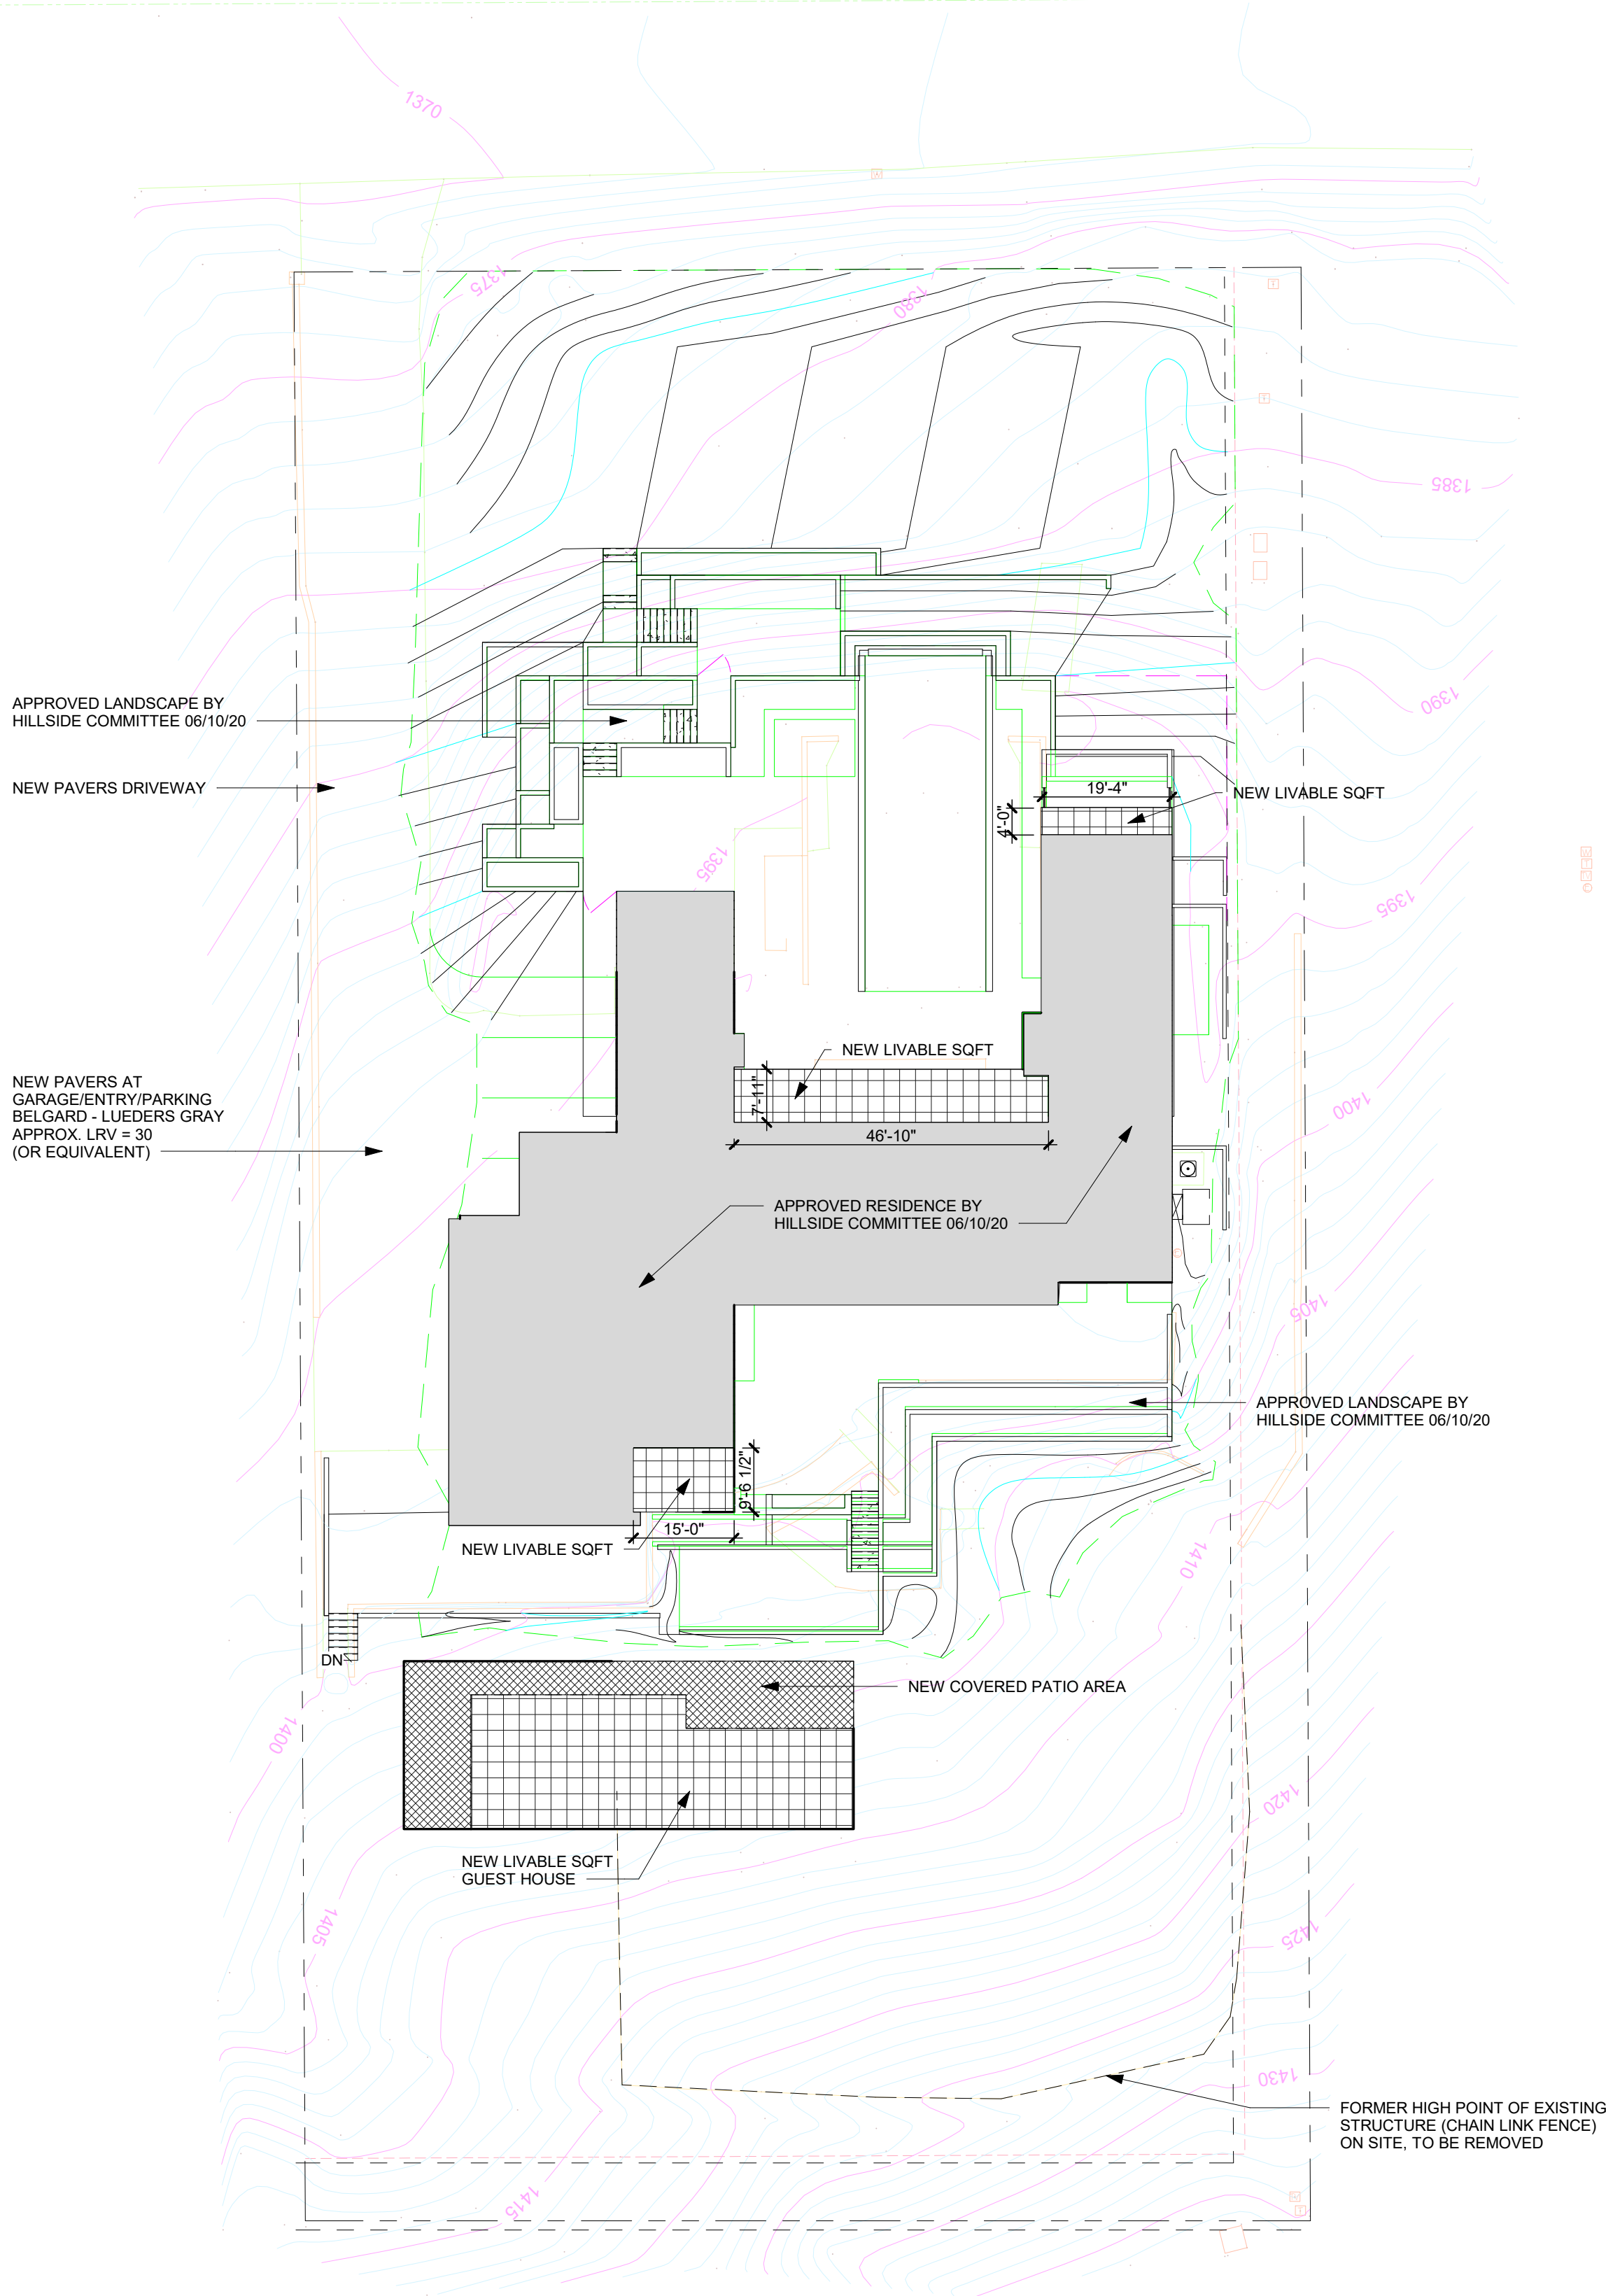 1370
1375
1380
1385
1390
APPROVED LANDSCAPE BY
HILLSIDE COMMITTEE 06/10/20
NEW PAVERS DRIVEWAY
19'-4"
NEW LIVABLE SQFT
4'-0"
1395
1395
NEW LIVABLE SQFT
7'-11"
46'-10"
NEW PAVERS AT
GARAGE/ENTRY/PARKING
BELGARD - LUEDERS GRAY
APPROX. LRV = 30
(OR EQUIVALENT)
1400
APPROVED RESIDENCE BY
HILLSIDE COMMITTEE 06/10/20
1405
APPROVED LANDSCAPE BY
HILLSIDE COMMITTEE 06/10/20
9'-6 1/2"
15'-0"
NEW LIVABLE SQFT
1410
DN
NEW COVERED PATIO AREA
1400
1420
NEW LIVABLE SQFT
GUEST HOUSE
1405
1425
1430
FORMER HIGH POINT OF EXISTING
STRUCTURE (CHAIN LINK FENCE)
ON SITE, TO BE REMOVED
1415